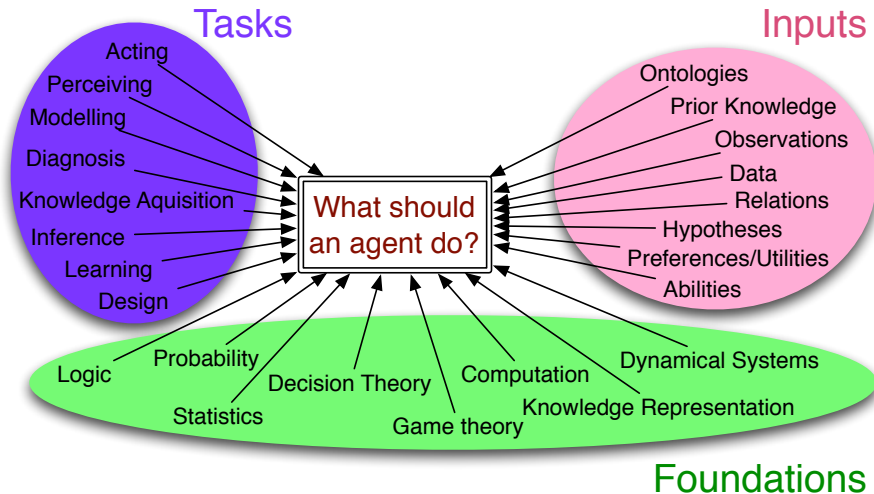 Tasks
Inputs
Acting
Perceiving
Modelling
Diagnosis
Knowledge Aquisition
Inference
Learning
Design
Ontologies
Prior Knowledge
Observations
Data
Relations
Hypotheses
Preferences/Utilities
Abilities
What should
an agent do?
Logic
Probability
Statistics
Decision Theory
Game theory
Computation
Knowledge Representation
Dynamical Systems
Foundations